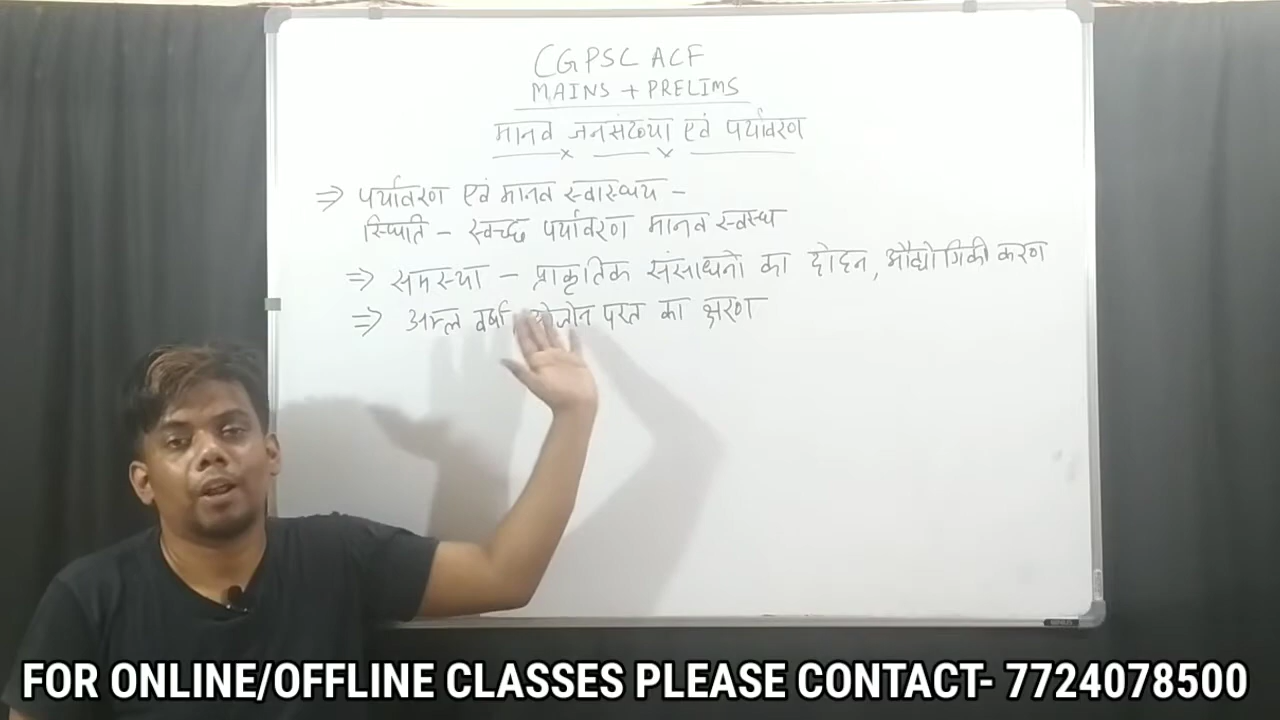 CGPSC ACF
MAINS + PRELIMS
मानव जनसंख्या एवं पर्यावरण
⇒ पर्यावरण एवं मानव स्वास्थ्य -
स्थिति - स्वच्छ पर्यावरण मानव स्वस्थ
⇒ समस्या - प्राकृतिक संसाधनो का दोहन, औद्योगिकी करण
⇒ अम्ल वर्षा, ओजोन परत का क्षरण
FOR ONLINE/OFFLINE CLASSES PLEASE CONTACT- 7724078500